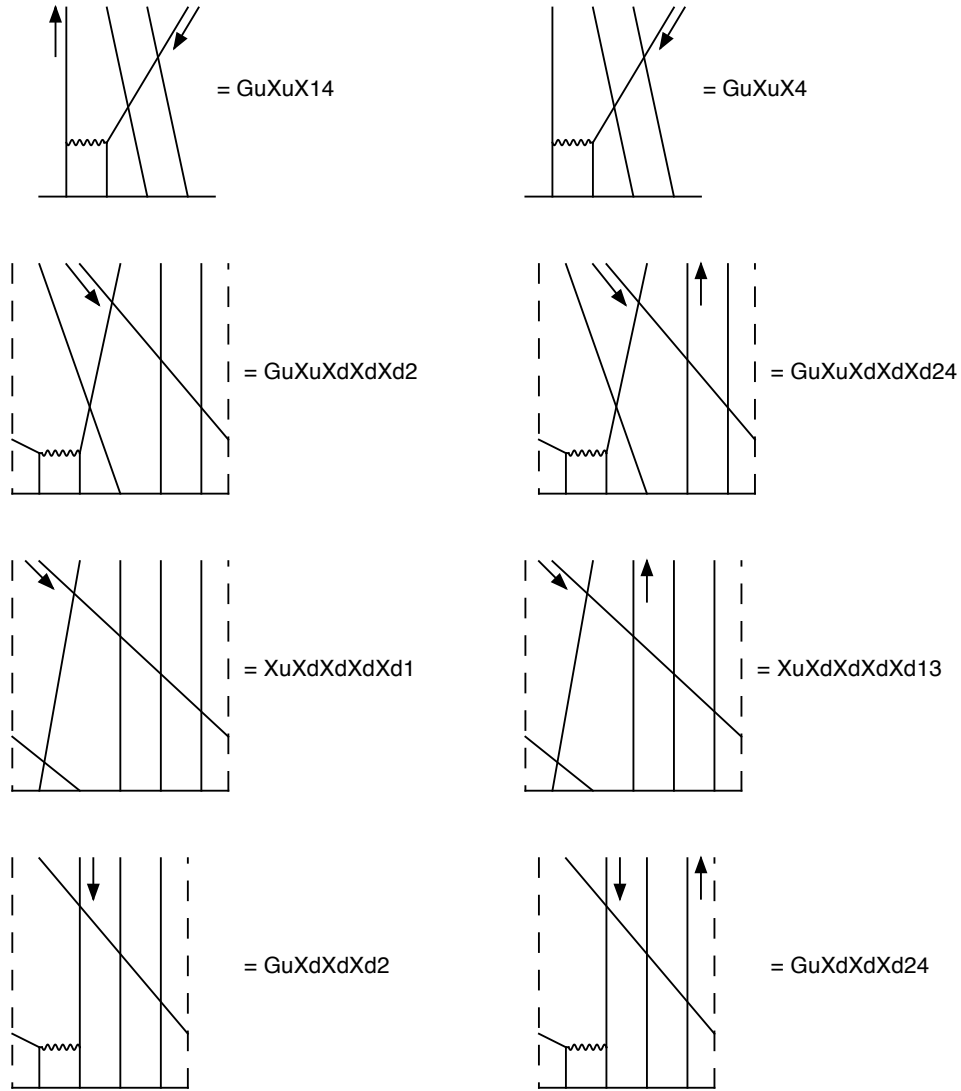 = GuXuX14
= GuXuX4
= GuXuXdXdXd2
= GuXuXdXdXd24
= XuXdXdXdXd1
= XuXdXdXdXd13
= GuXdXdXd2
= GuXdXdXd24